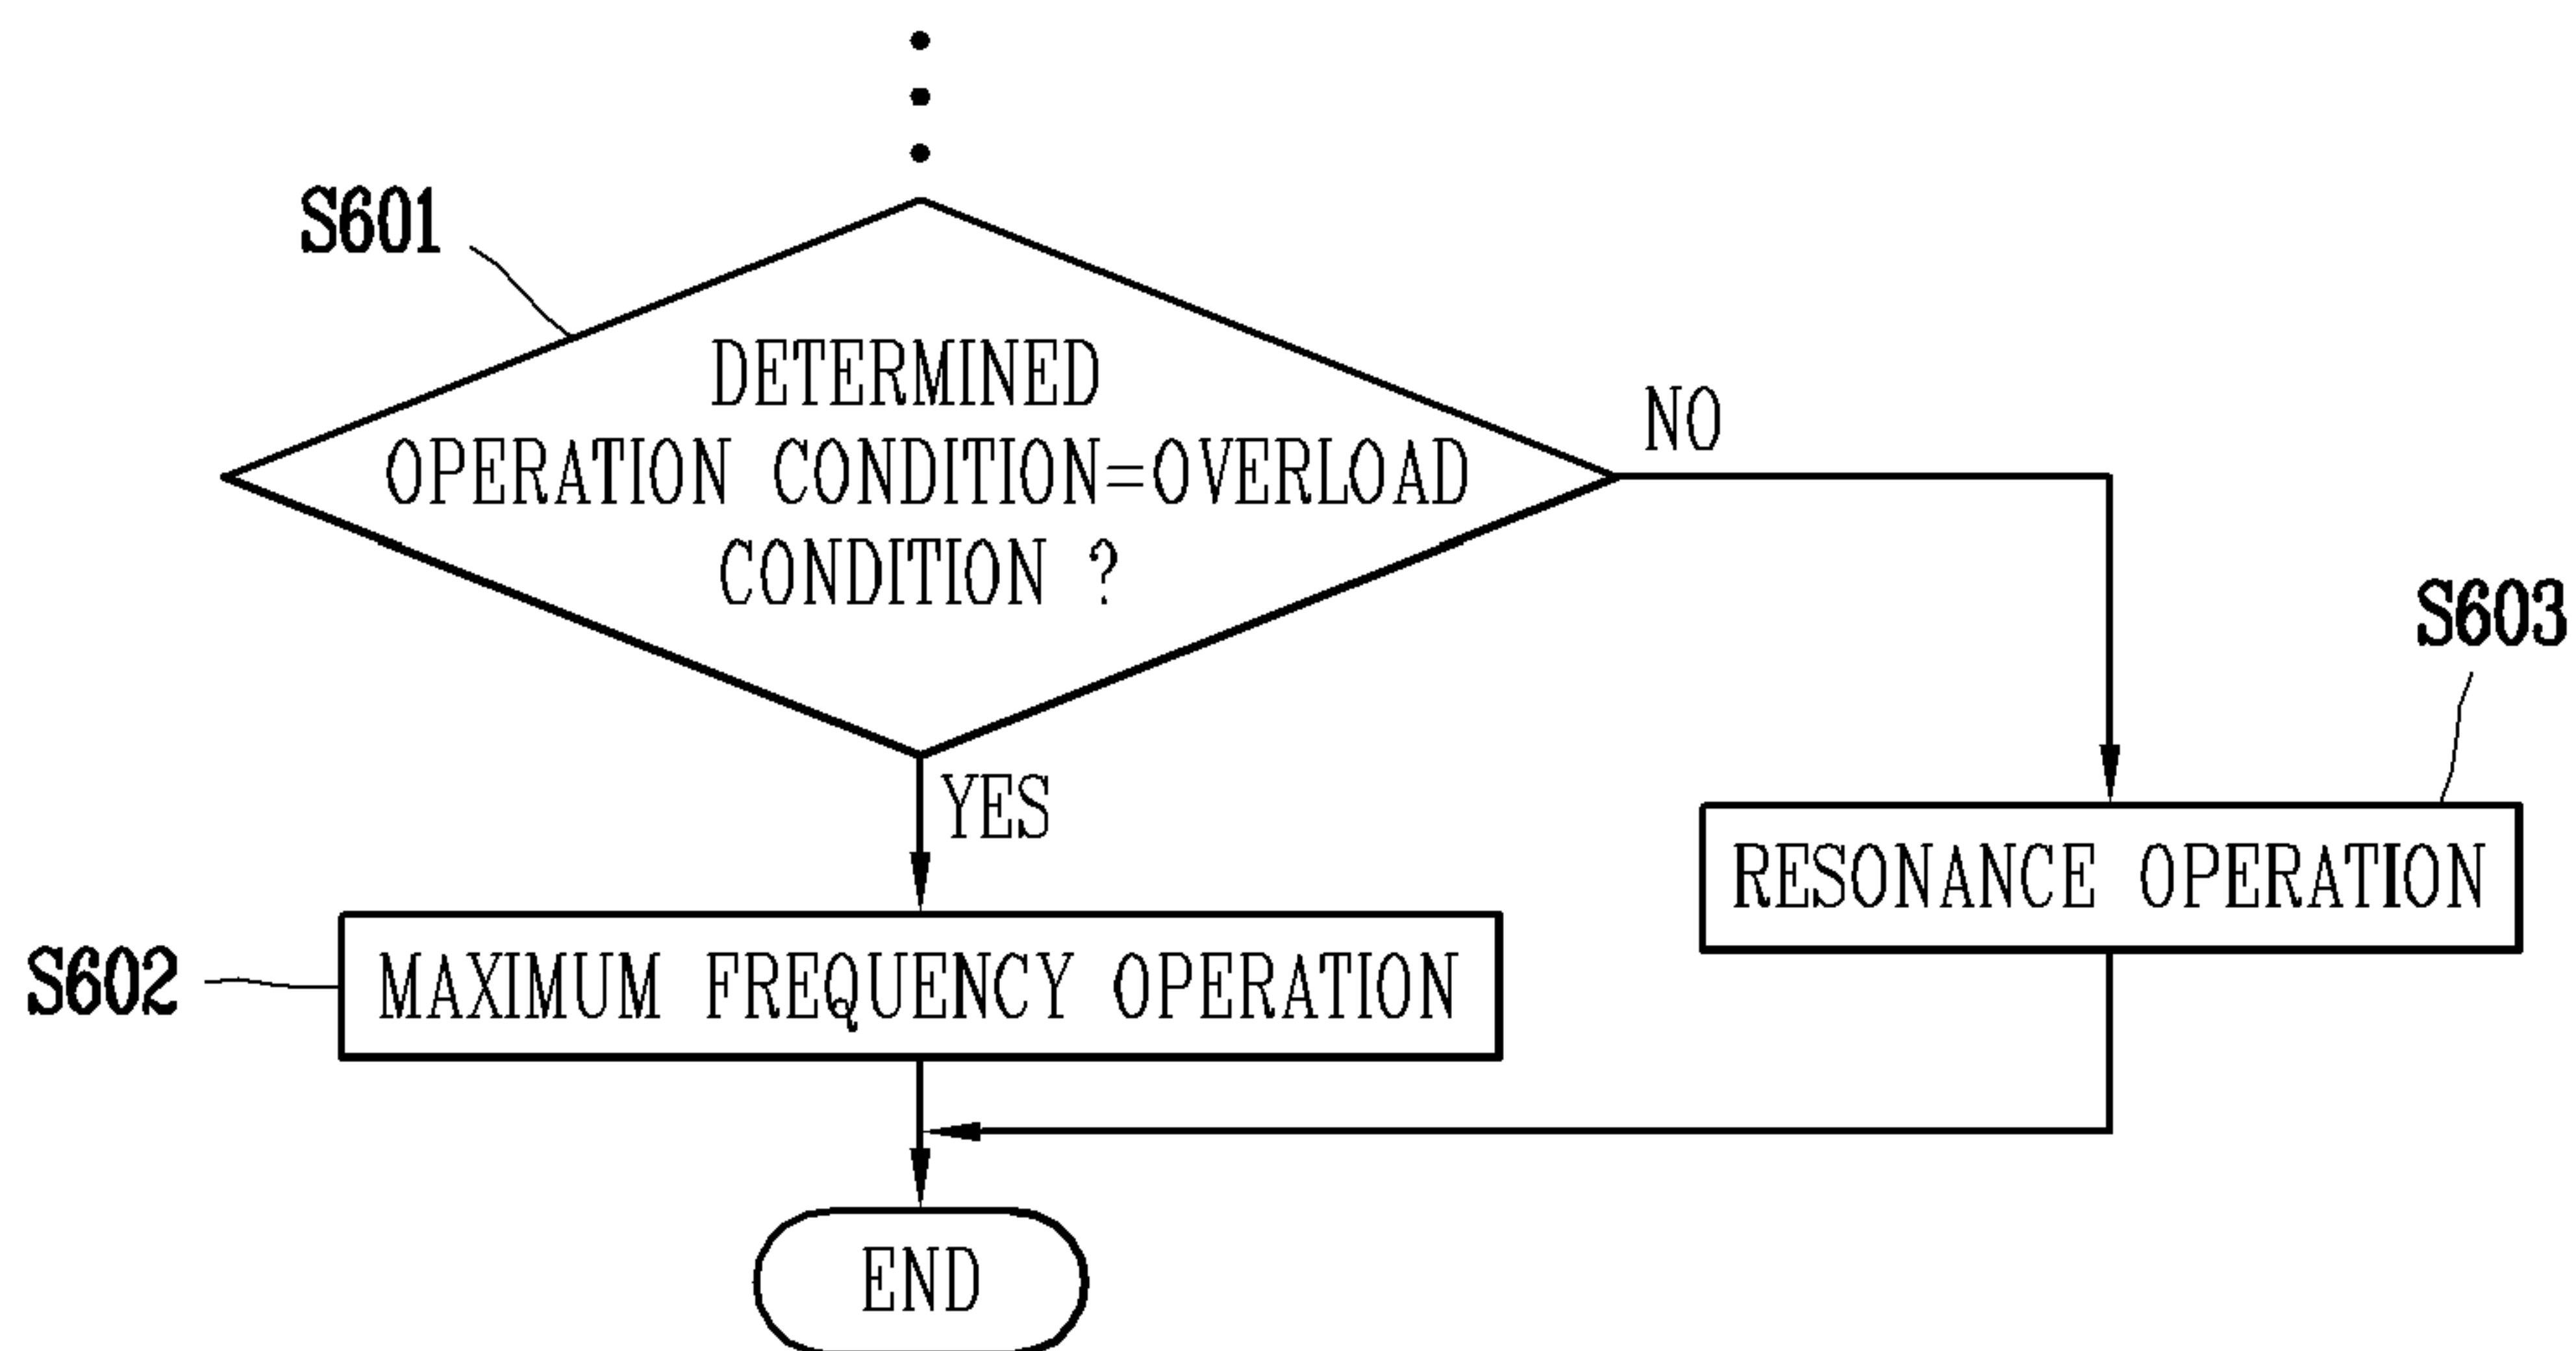 S601
DETERMINED
OPERATION CONDITION=OVERLOAD
CONDITION ?
NO
YES
S603
RESONANCE OPERATION
S602
MAXIMUM FREQUENCY OPERATION
END